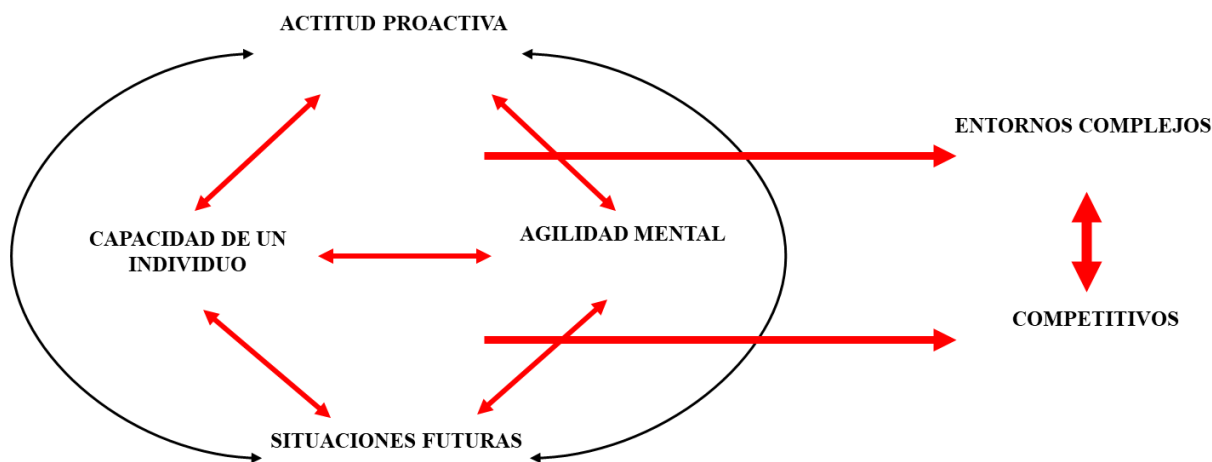 ACTITUD PROACTIVA
ENTORNOS COMPLEJOS
CAPACIDAD DE UN
INDIVIDUO
AGILIDAD MENTAL
COMPETITIVOS
SITUACIONES FUTURAS